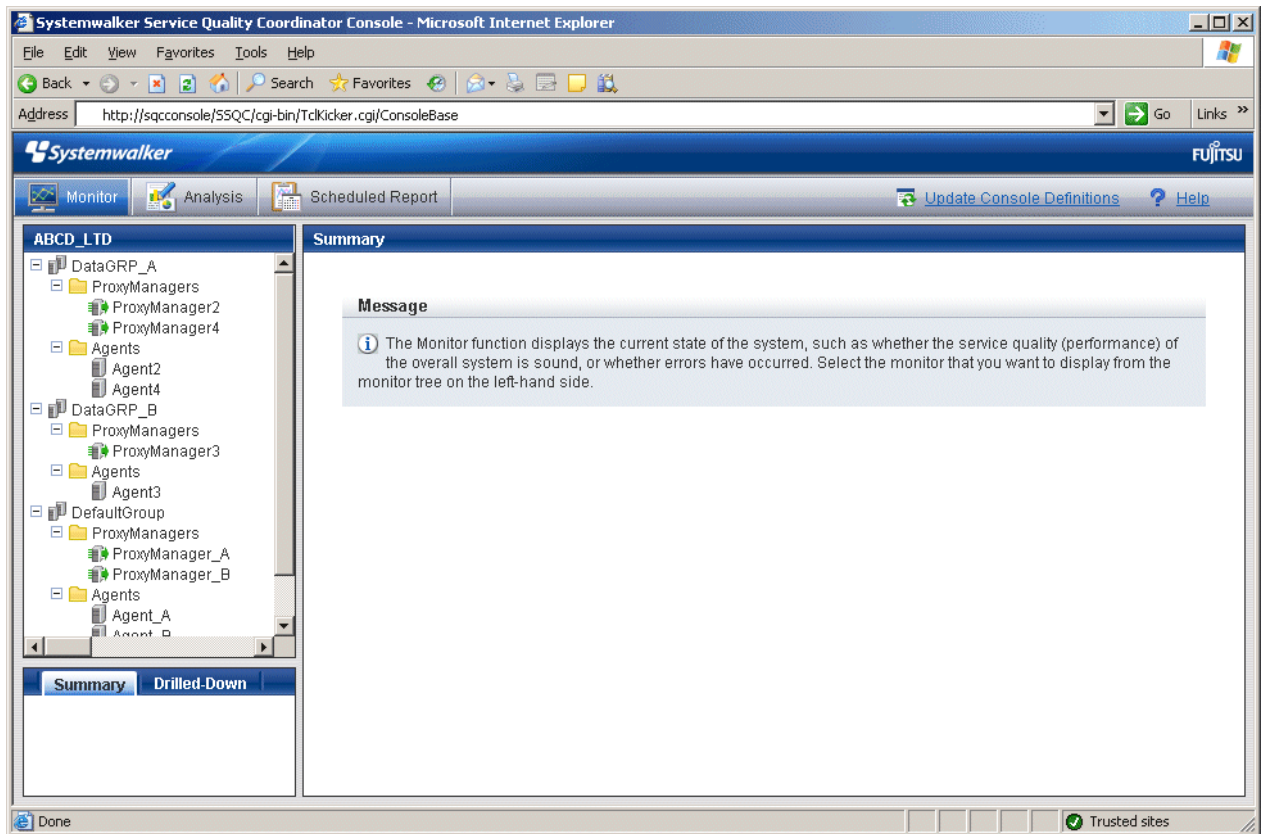 Systemwalker Service Quality Coordinator Console - Microsoft Internet Explorer
File Edit View Favorites Tools Help
Back Search Favorites
Address http://sqcconsole/SSQC/cgi-bin/TclKicker.cgi/ConsoleBase Go Links »
Systemwalker FUJITSU
Monitor Analysis Scheduled Report Update Console Definitions ? Help
ABCD_LTD
DataGRP_A
ProxyManagers
ProxyManager2
ProxyManager4
Agents
Agent2
Agent4
DataGRP_B
ProxyManagers
ProxyManager3
Agents
Agent3
DefaultGroup
ProxyManagers
ProxyManager_A
ProxyManager_B
Agents
Agent_A
Agent_B
Summary Drilled-Down
Summary
Message
The Monitor function displays the current state of the system, such as whether the service quality (performance) of
the overall system is sound, or whether errors have occurred. Select the monitor that you want to display from the
monitor tree on the left-hand side.
Done Trusted sites